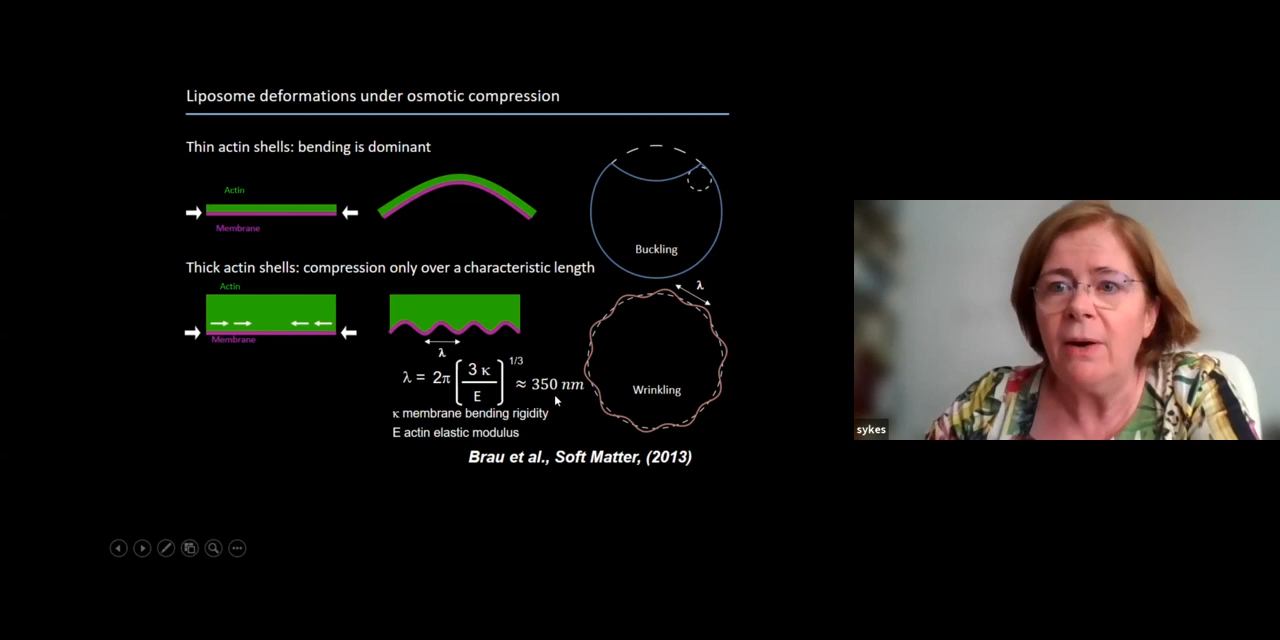 Liposome deformations under osmotic compression
Thin actin shells: bending is dominant
Actin
Membrane
Buckling
Thick actin shells: compression only over a characteristic length
Actin
Membrane
λ
λ
λ = 2π [3 κ / E]^1/3 ≈ 350 nm
Wrinkling
κ membrane bending rigidity
E actin elastic modulus
Brau et al., Soft Matter, (2013)
sykes